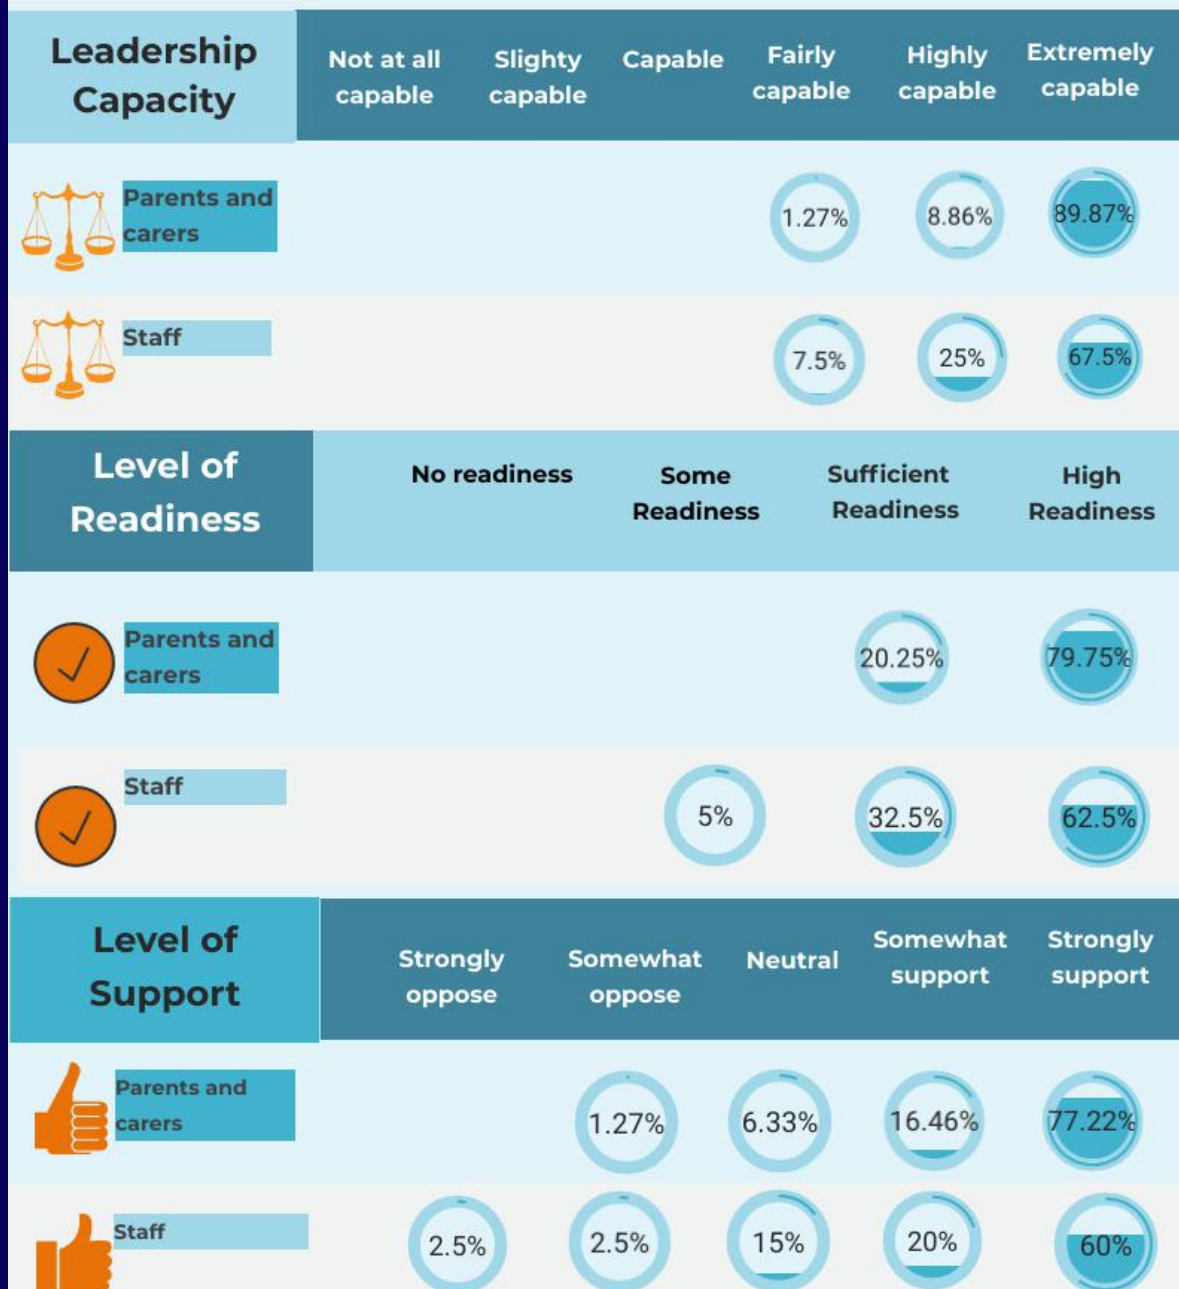 Leadership
Capacity
Not at all
capable
Slighty
capable
Capable
Fairly
capable
Highly
capable
Extremely
capable
Parents and
carers
1.27%
8.86%
89.87%
Staff
7.5%
25%
67.5%
Level of
Readiness
No readiness
Some
Readiness
Sufficient
Readiness
High
Readiness
Parents and
carers
20.25%
79.75%
Staff
5%
32.5%
62.5%
Level of
Support
Strongly
oppose
Somewhat
oppose
Neutral
Somewhat
support
Strongly
support
Parents and
carers
1.27%
6.33%
16.46%
77.22%
Staff
2.5%
2.5%
15%
20%
60%